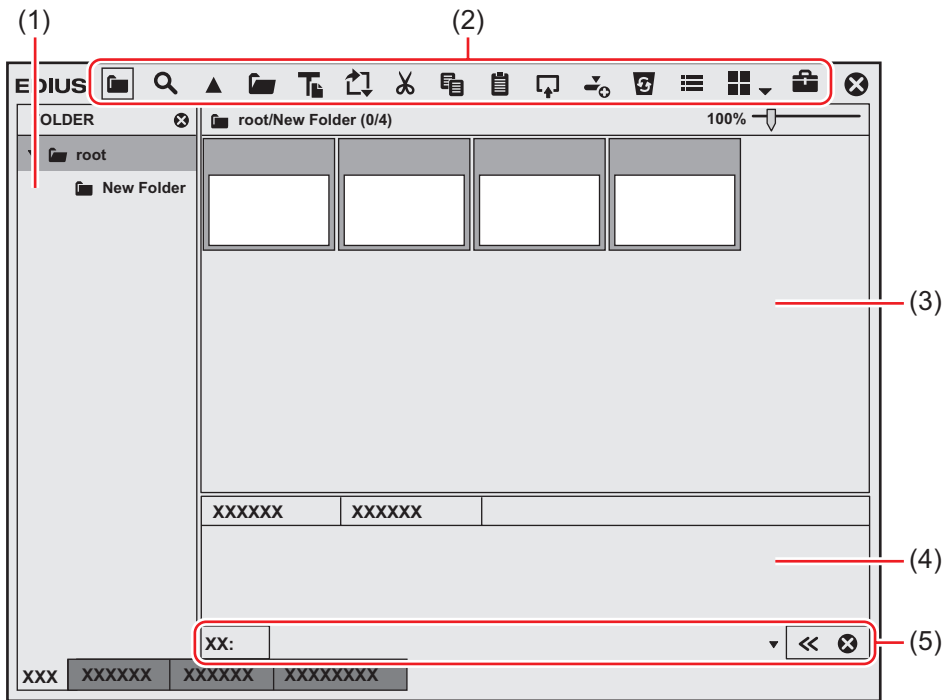 (1)
(2)
EDIUS
FOLDER
root/New Folder (0/4)
100%
root
New Folder
(3)
XXXXXX XXXXXX
(4)
XX:
(5)
XXX XXXXXX XXXXXX XXXXXXXX